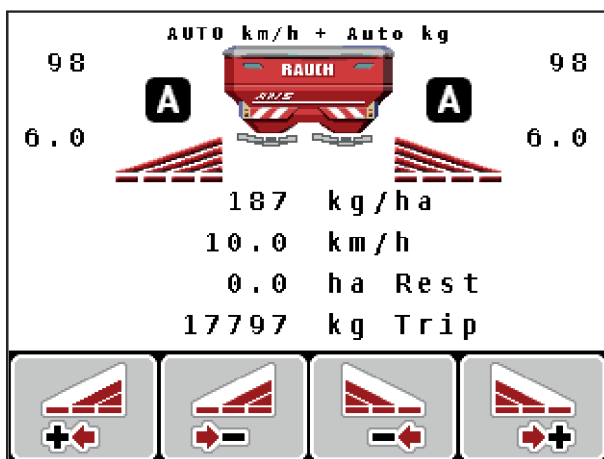 AUTO km/h + Auto kg
98 98
RAUCH
A A
6.0 6.0
187 kg/ha
10.0 km/h
0.0 ha Rest
17797 kg Trip